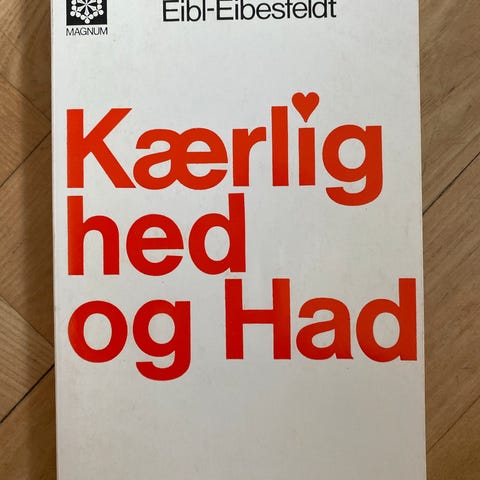 Eibl-Eibesfeldt
MAGNUM
Kærlig
hed
og Had